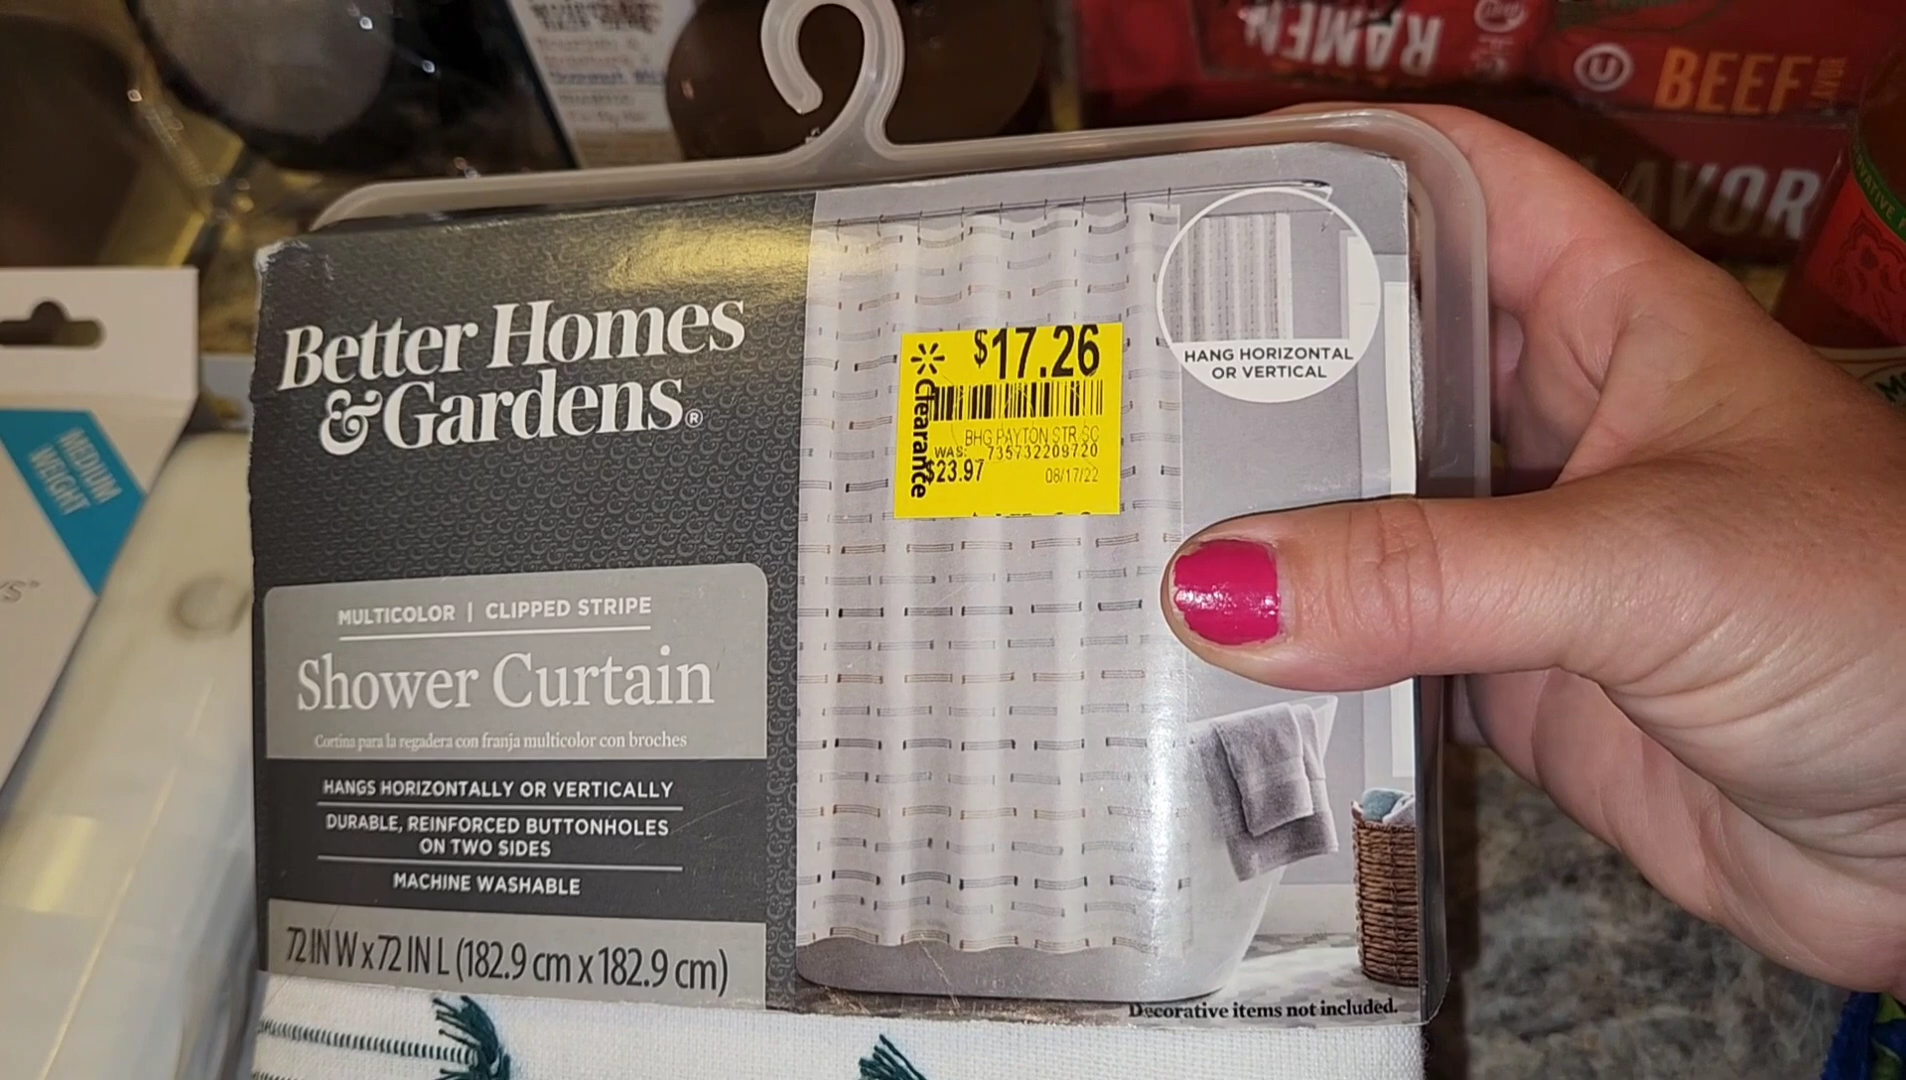 RAMEN
BEEF
U
AVOR
VATIVE
MEDIUM
WEIGHT
Better Homes
& Gardens®
MULTICOLOR | CLIPPED STRIPE
Shower Curtain
Cortina para la regadera con franja multicolor con broches
HANGS HORIZONTALLY OR VERTICALLY
DURABLE, REINFORCED BUTTONHOLES
ON TWO SIDES
MACHINE WASHABLE
72 IN W x 72 IN L (182.9 cm x 182.9 cm)
$17.26
Clearance
BHG PAYTON STR SC
WAS: 735732209720
$23.97 08/17/22
HANG HORIZONTAL
OR VERTICAL
Decorative items not included.